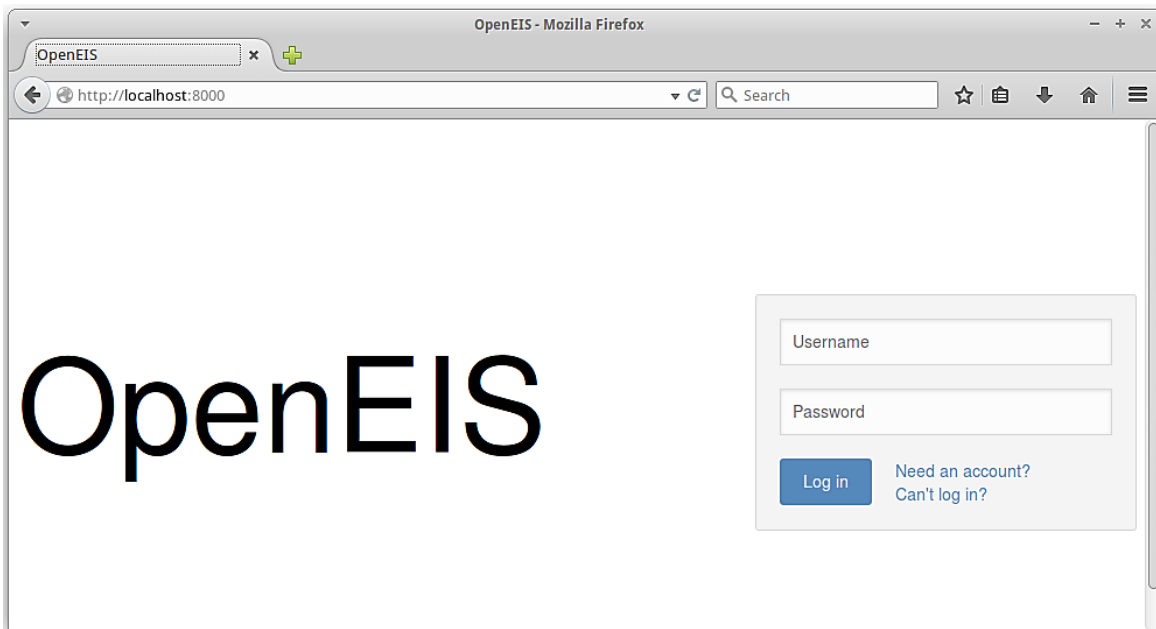 OpenEIS - Mozilla Firefox
OpenEIS
http://localhost:8000
Search
OpenEIS
Username
Password
Log in
Need an account?
Can't log in?